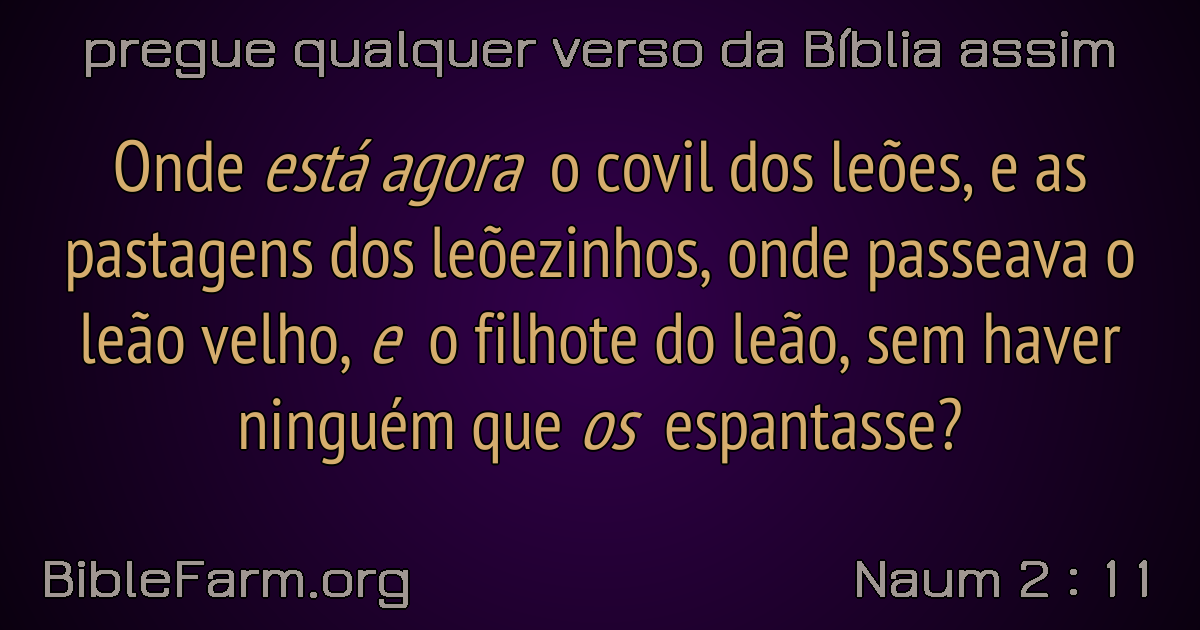 pregue qualquer verso da Bíblia assim
Onde está agora o covil dos leões, e as
pastagens dos leõezinhos, onde passeava o
leão velho, e o filhote do leão, sem haver
ninguém que os espantasse?
BibleFarm.org
Naum 2 : 11